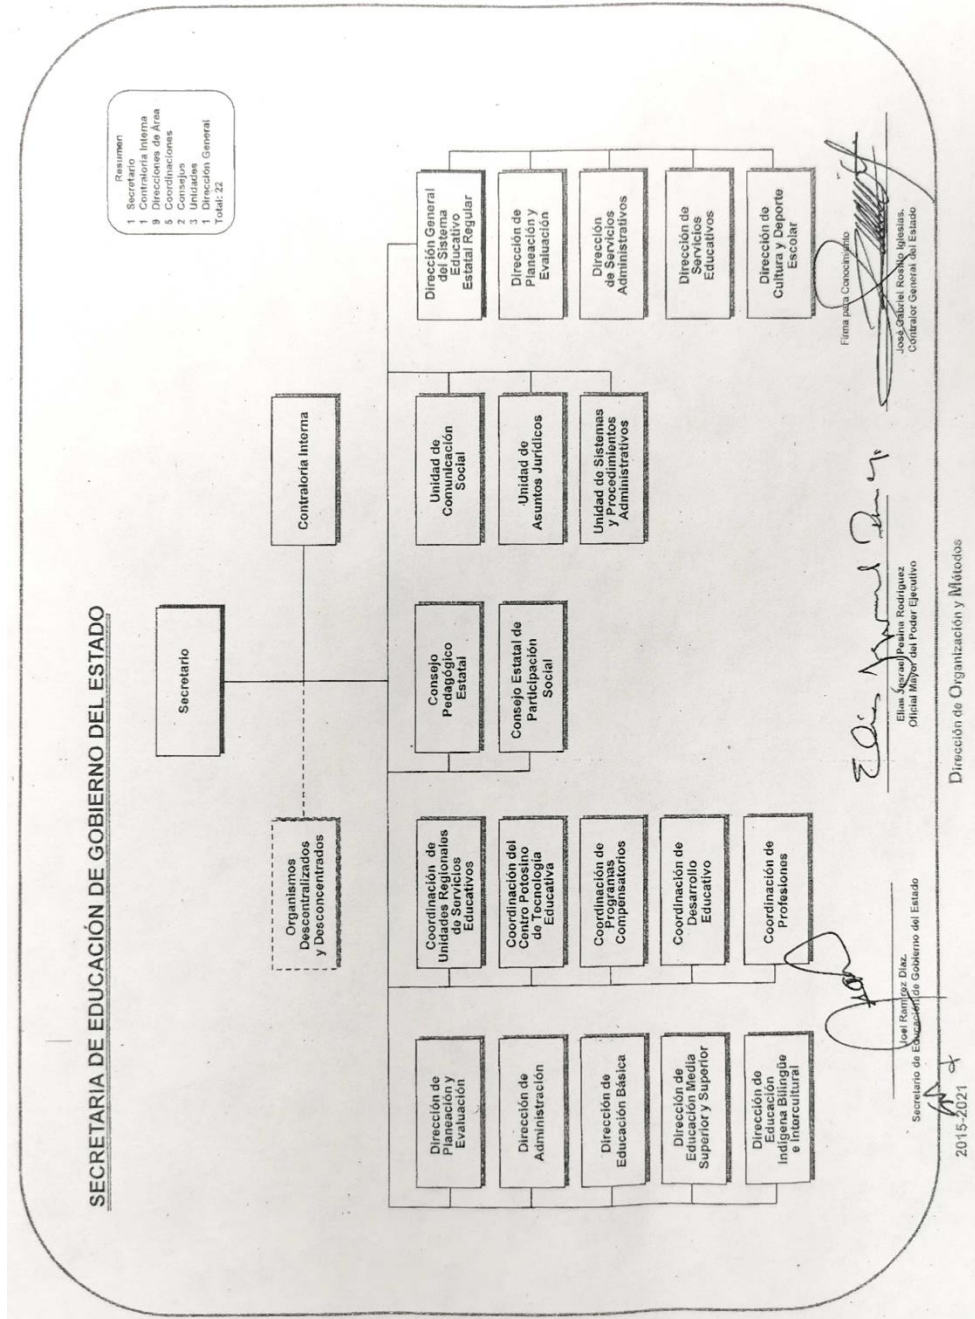 SECRETARIA DE EDUCACIÓN DE GOBIERNO DEL ESTADO
Resumen
1 Secretario
1 Contraloría Interna
9 Direcciones de Área
5 Coordinaciones
2 Consejos
3 Unidades
1 Dirección General
Total: 22
Secretario
Organismos
Descentralizados
y Desconcentrados
Contraloría Interna
Dirección de
Planeación y
Evaluación
Dirección de
Administración
Dirección de
Educación Básica
Dirección de
Educación Media
Superior y Superior
Dirección de
Educación
Indígena Bilingüe
e Intercultural
Coordinación de
Unidades Regionales
de Servicios
Educativos
Coordinación del
Centro Potosino
de Tecnología
Educativa
Coordinación de
Programas
Compensatorios
Coordinación de
Desarrollo
Educativo
Coordinación de
Profesiones
Consejo
Pedagógico
Estatal
Consejo Estatal de
Participación
Social
Unidad de
Comunicación
Social
Unidad de
Asuntos Jurídicos
Unidad de Sistemas
y Procedimientos
Administrativos
Dirección General
del Sistema
Educativo
Estatal Regular
Dirección de
Planeación y
Evaluación
Dirección
de Servicios
Administrativos
Dirección de
Servicios
Educativos
Dirección de
Cultura y Deporte
Escolar
Joel Ramírez Díaz.
Secretario de Educación de Gobierno del Estado
Elías Jesrael Pesina Rodríguez
Oficial Mayor del Poder Ejecutivo
Firma para Conocimiento
José Gabriel Rosillo Iglesias.
Contralor General del Estado
2015-2021
Dirección de Organización y Métodos